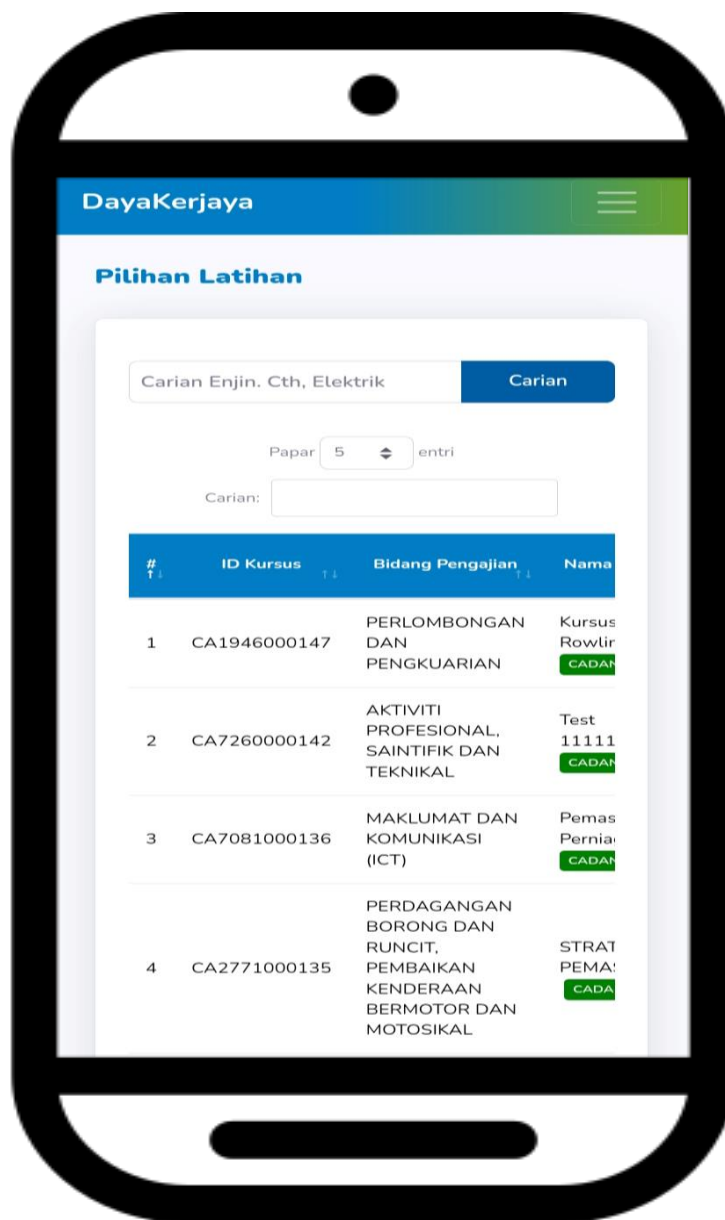 DayaKerjaya
Pilihan Latihan
Carian Enjin. Cth, Elektrik Carian
Papar 5 entri
Carian:
# ID Kursus Bidang Pengajian Nama
1 CA1946000147 PERLOMBONGAN DAN PENGKUARIAN Kursus
CA7260000142
2 AKTIVITI PROFESIONAL, SAINTIFIK DAN TEKNIKAL Test 11111
3 CA7081000136 MAKLUMAT DAN KOMUNIKASI (ICT)
4 CA2771000135 PERDAGANGAN BORONG DAN RUNCIT, PEMBAIKAN KENDERAAN BERMOTOR DAN MOTOSIKAL